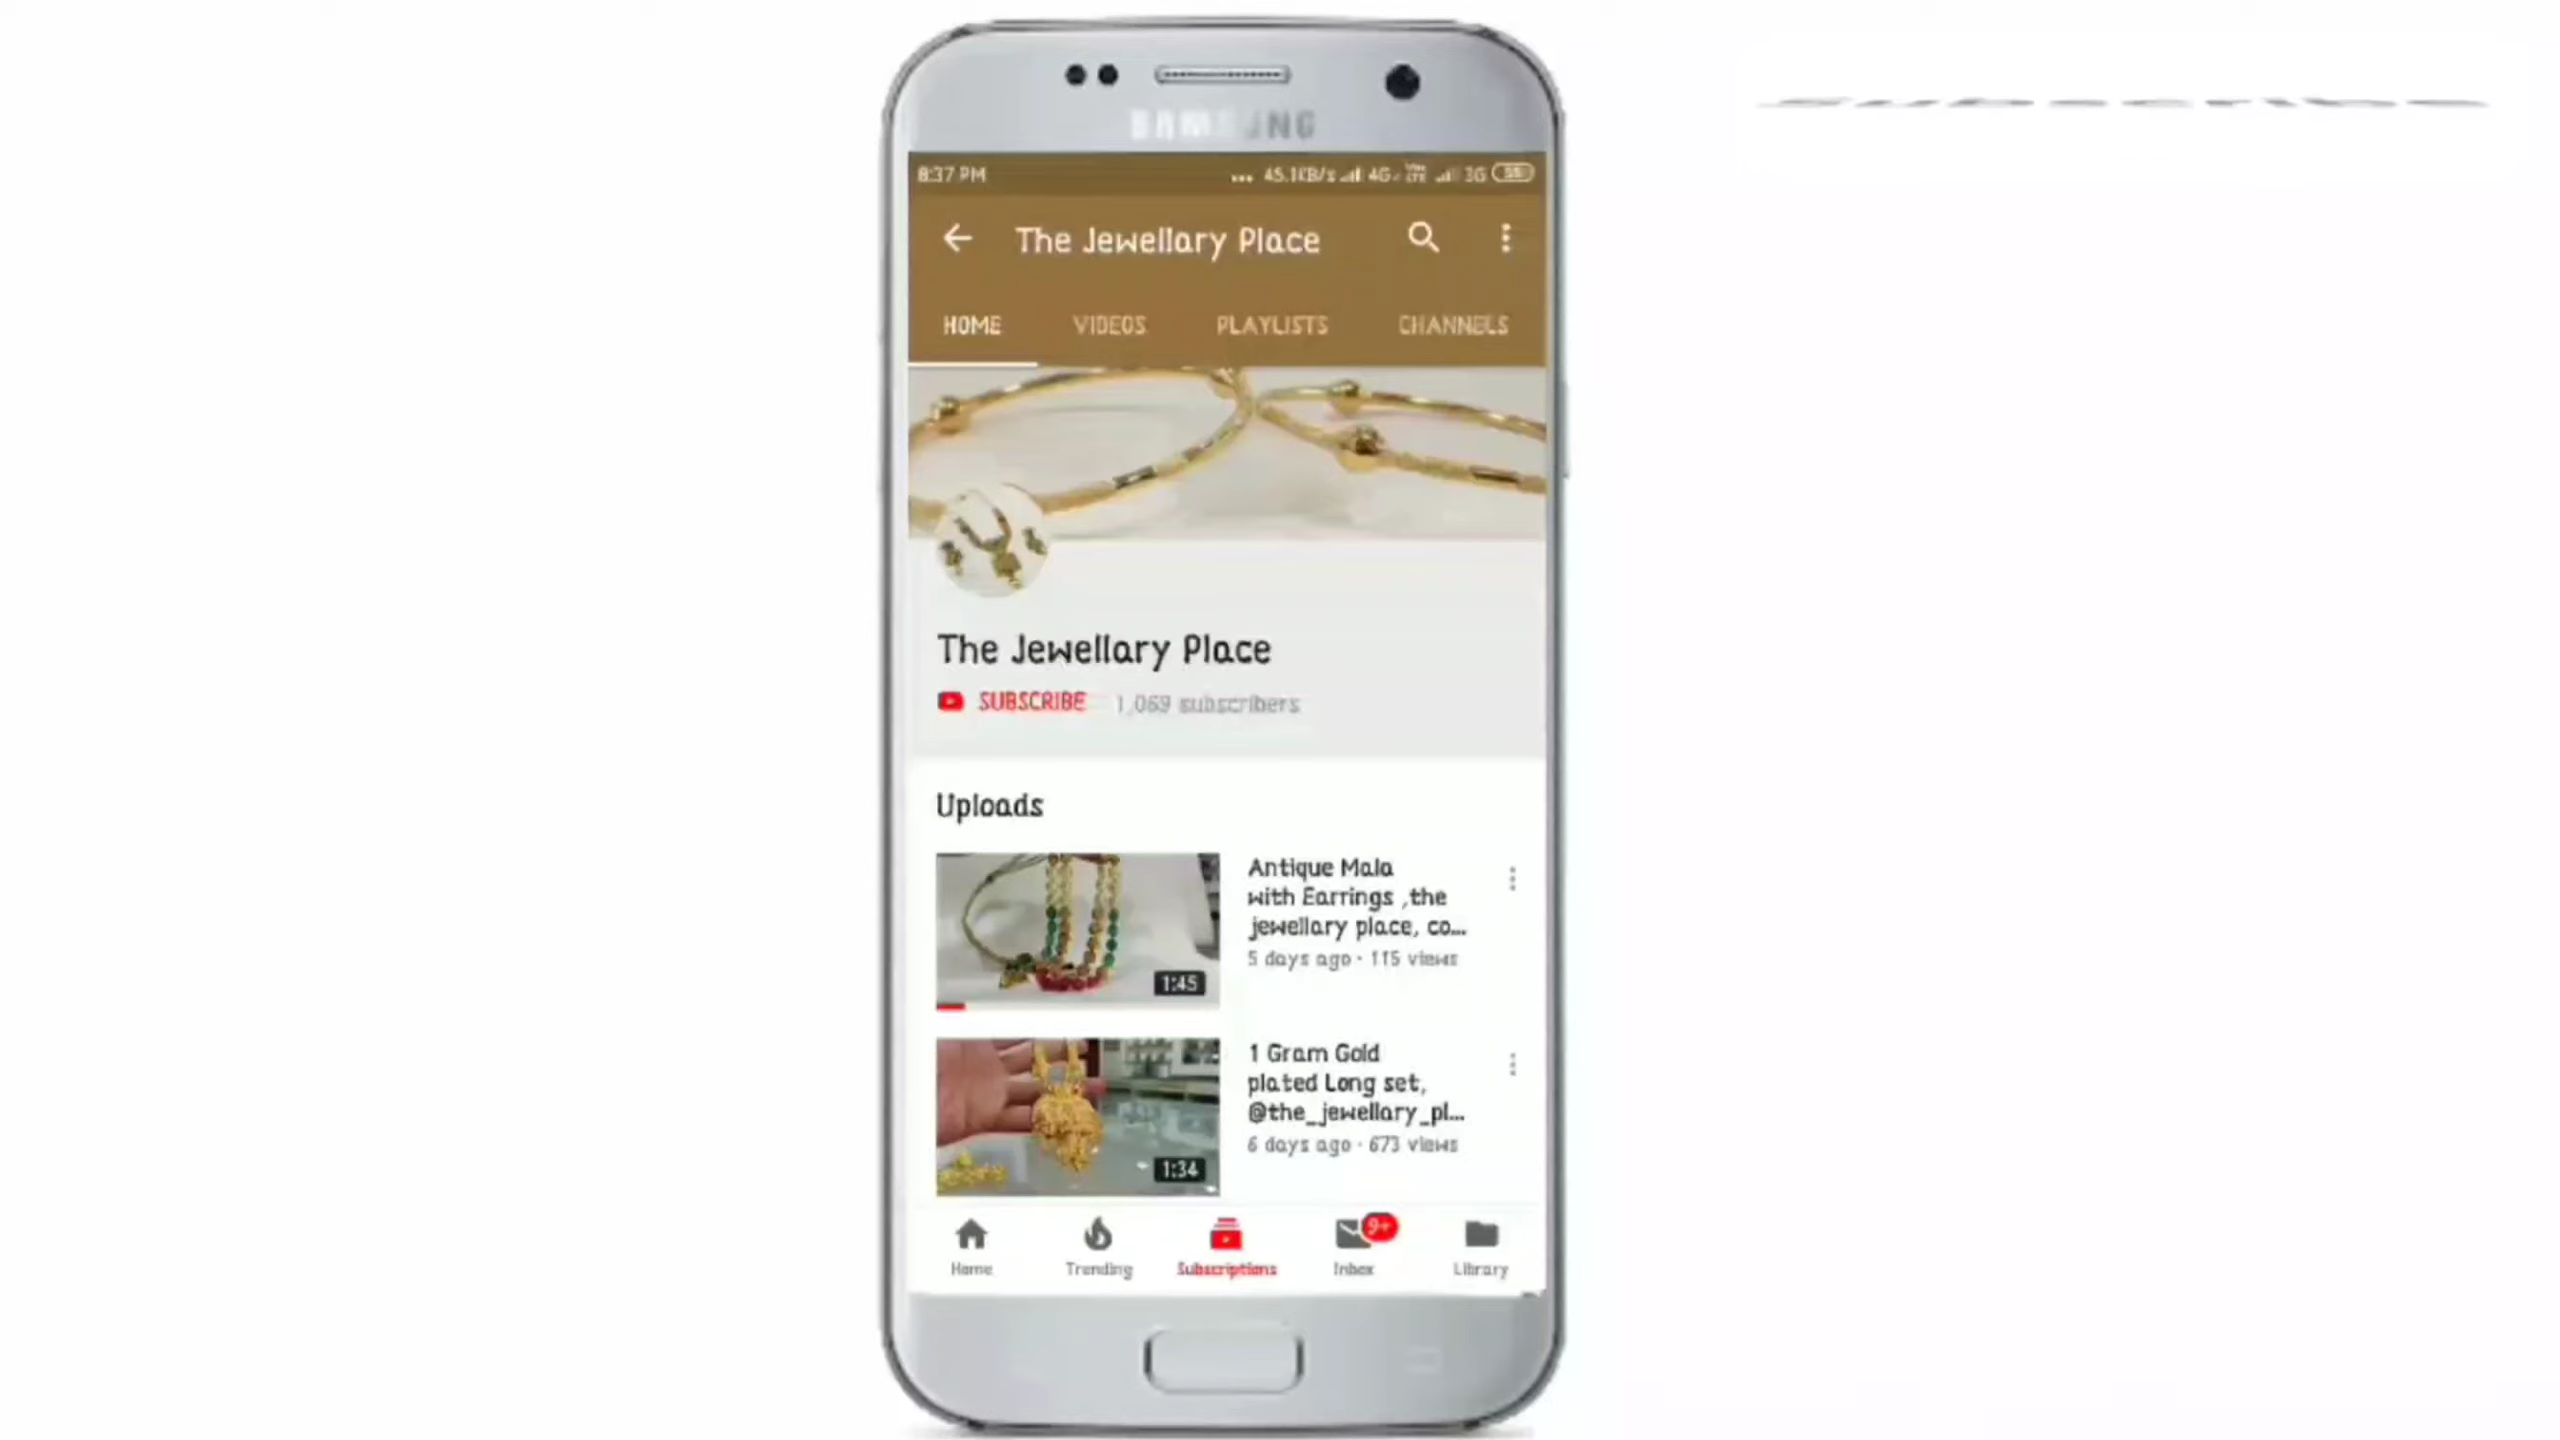 SAMSUNG
8:37 PM ... 45.1KB/s 4G 3G
The Jewellary Place
HOME VIDEOS PLAYLISTS CHANNELS
The Jewellary Place
SUBSCRIBE 1,069 subscribers
Uploads
Antique Mala
with Earrings ,the
jewellary place, co...
5 days ago · 115 views
1:45
1 Gram Gold
plated Long set,
@the_jewellary_pl...
6 days ago · 673 views
1:34
9+
Home Trending Subscriptions Inbox Library